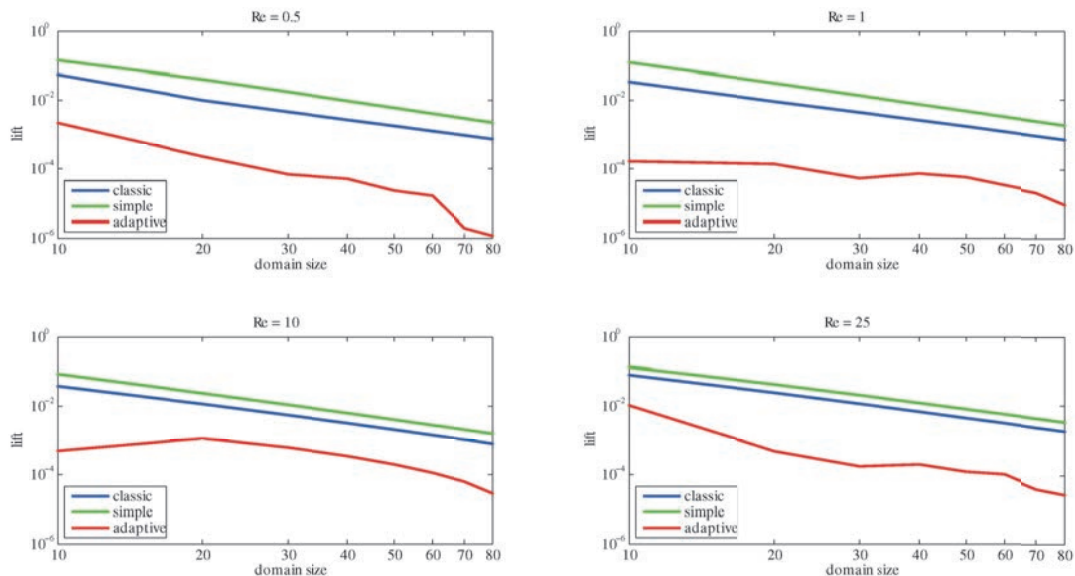 Re = 0.5
10^0
10^-2
10^-4
10^-6
lift
classic
simple
adaptive
10 20 30 40 50 60 70 80
domain size
Re = 1
10^0
10^-2
10^-4
10^-6
lift
classic
simple
adaptive
10 20 30 40 50 60 70 80
domain size
Re = 10
10^0
10^-2
10^-4
10^-6
lift
classic
simple
adaptive
10 20 30 40 50 60 70 80
domain size
Re = 25
10^0
10^-2
10^-4
10^-6
lift
classic
simple
adaptive
10 20 30 40 50 60 70 80
domain size